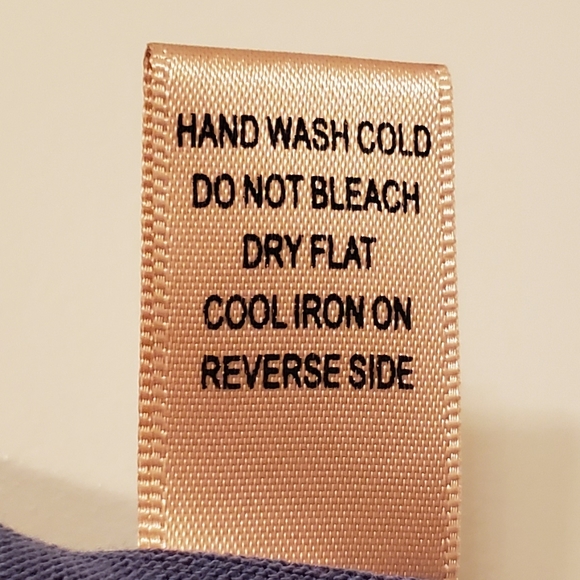 HAND WASH COLD
DO NOT BLEACH
DRY FLAT
COOL IRON ON
REVERSE SIDE